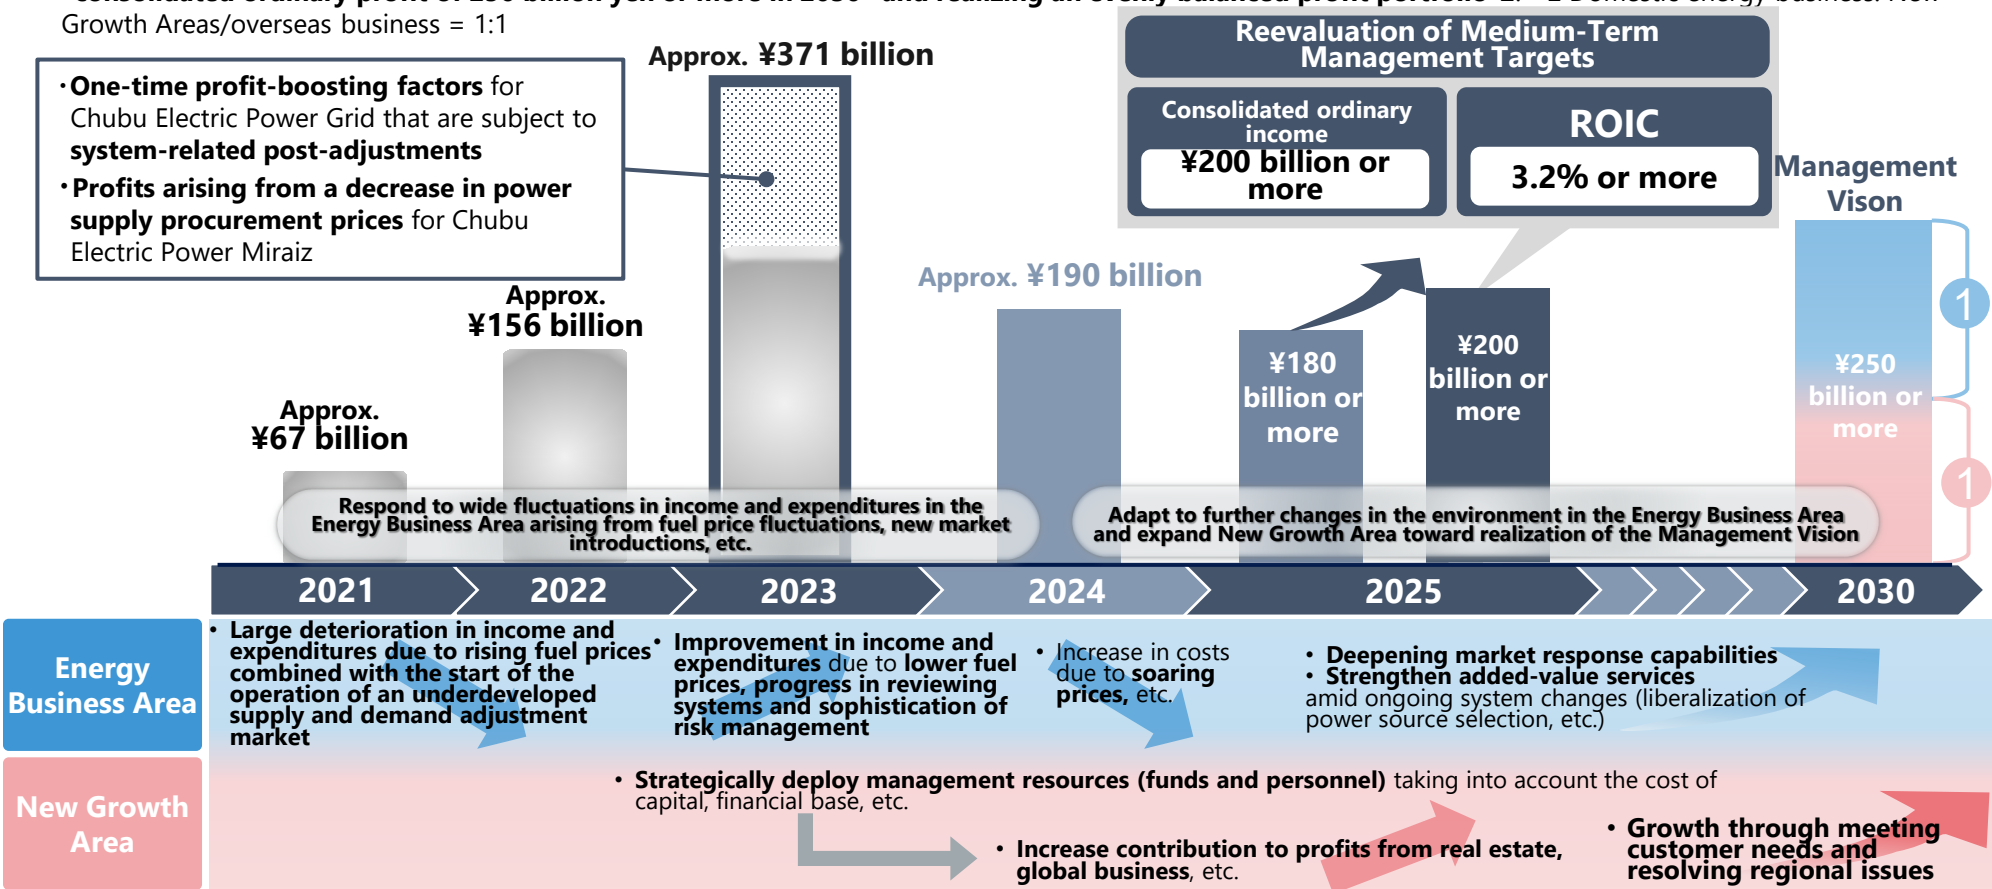 Growth Areas/overseas business = 1:1
・One-time profit-boosting factors for
Chubu Electric Power Grid that are subject to
system-related post-adjustments
・Profits arising from a decrease in power
supply procurement prices for Chubu
Electric Power Miraiz
Approx. ¥371 billion
Reevaluation of Medium-Term
Management Targets
Consolidated ordinary
income
¥200 billion or
more
ROIC
3.2% or more
Management
Vison
Approx.
¥67 billion
Approx.
¥156 billion
Approx. ¥190 billion
¥180
billion or
more
¥200
billion or
more
¥250
billion or
more
1
1
Respond to wide fluctuations in income and expenditures in the
Energy Business Area arising from fuel price fluctuations, new market
introductions, etc.
Adapt to further changes in the environment in the Energy Business Area
and expand New Growth Area toward realization of the Management Vision
2021
2022
2023
2024
2025
2030
Energy
Business Area
• Large deterioration in income and
expenditures due to rising fuel prices
combined with the start of the
operation of an underdeveloped
supply and demand adjustment
market
• Improvement in income and
expenditures due to lower fuel
prices, progress in reviewing
systems and sophistication of
risk management
• Increase in costs
due to soaring
prices, etc.
• Deepening market response capabilities
• Strengthen added-value services
amid ongoing system changes (liberalization of
power source selection, etc.)
New Growth
Area
• Strategically deploy management resources (funds and personnel) taking into account the cost of
capital, financial base, etc.
• Increase contribution to profits from real estate,
global business, etc.
• Growth through meeting
customer needs and
resolving regional issues